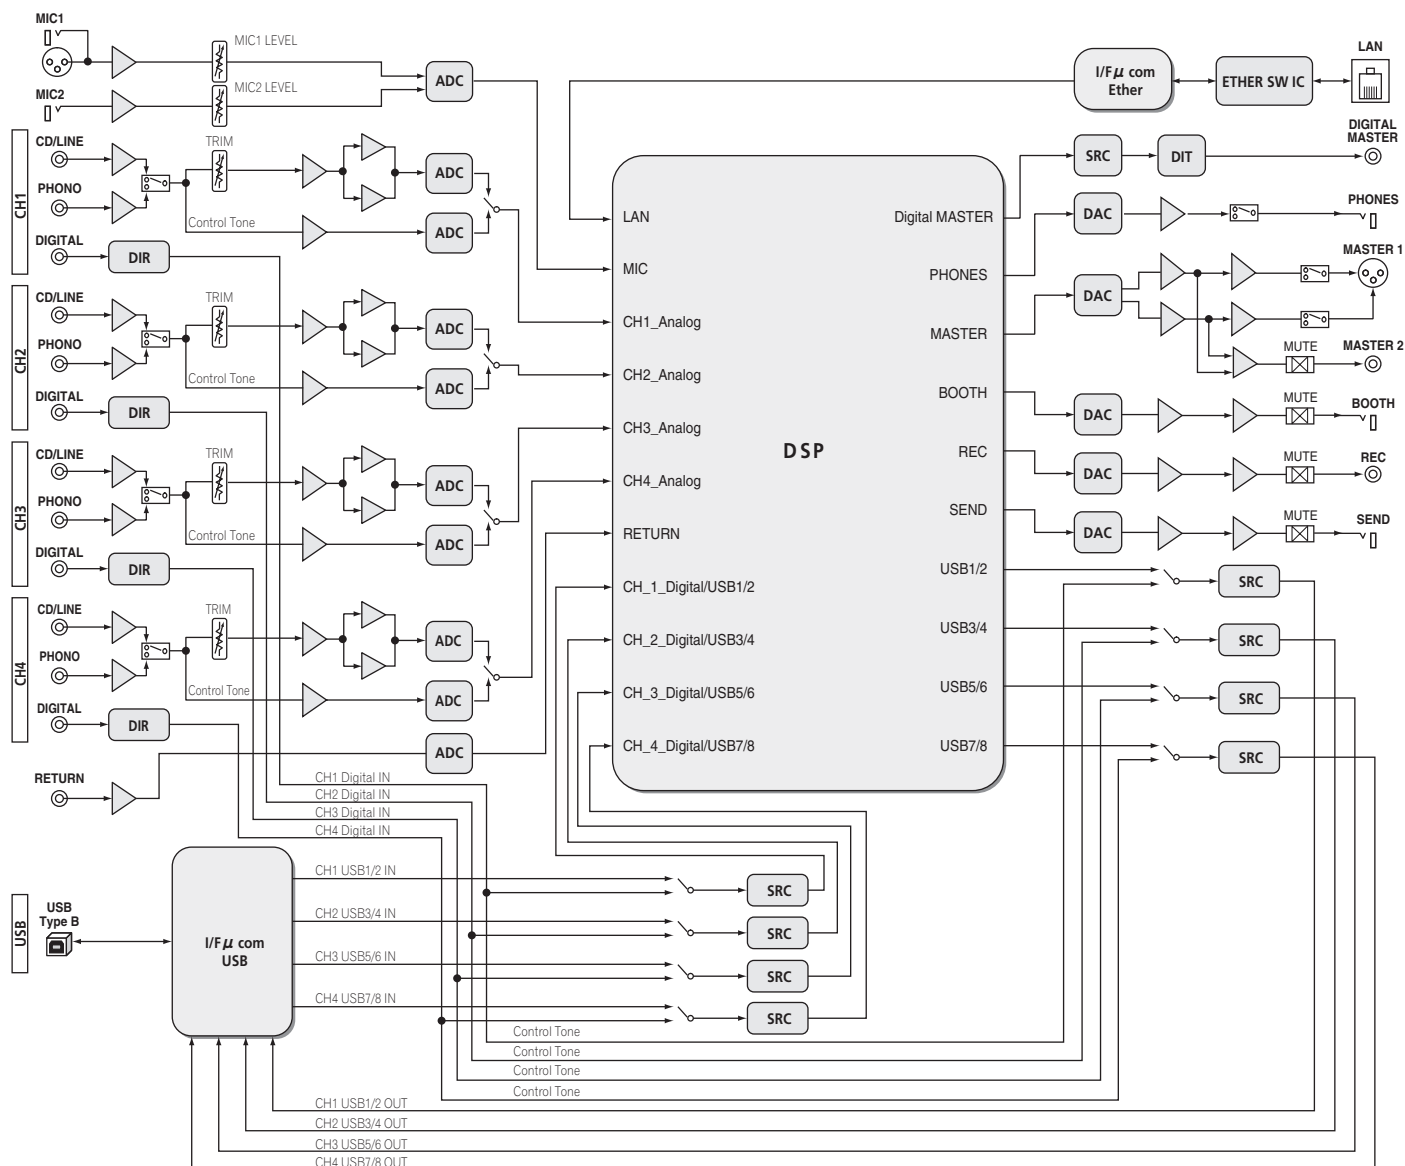 MIC1
MIC1 LEVEL
ADC
MIC2
MIC2 LEVEL
CH1
CD/LINE
TRIM
PHONO
Control Tone
ADC
ADC
DIGITAL
DIR
CH2
CD/LINE
TRIM
PHONO
Control Tone
ADC
ADC
DIGITAL
DIR
CH3
CD/LINE
TRIM
PHONO
Control Tone
ADC
ADC
DIGITAL
DIR
CH4
CD/LINE
TRIM
PHONO
Control Tone
ADC
ADC
DIGITAL
DIR
RETURN
ADC
CH1 Digital IN
CH2 Digital IN
CH3 Digital IN
CH4 Digital IN
USB
USB
Type B
I/F μ com
USB
CH1 USB1/2 IN
CH2 USB3/4 IN
CH3 USB5/6 IN
CH4 USB7/8 IN
SRC
SRC
SRC
SRC
Control Tone
Control Tone
Control Tone
Control Tone
CH1 USB1/2 OUT
CH2 USB3/4 OUT
CH3 USB5/6 OUT
CH4 USB7/8 OUT
DSP
LAN
MIC
CH1_Analog
CH2_Analog
CH3_Analog
CH4_Analog
RETURN
CH_1_Digital/USB1/2
CH_2_Digital/USB3/4
CH_3_Digital/USB5/6
CH_4_Digital/USB7/8
Digital MASTER
PHONES
MASTER
BOOTH
REC
SEND
USB1/2
USB3/4
USB5/6
USB7/8
I/F μ com
Ether
ETHER SW IC
LAN
SRC
DIT
DIGITAL
MASTER
DAC
PHONES
DAC
MASTER 1
MUTE
MASTER 2
DAC
MUTE
BOOTH
DAC
MUTE
REC
DAC
MUTE
SEND
SRC
SRC
SRC
SRC